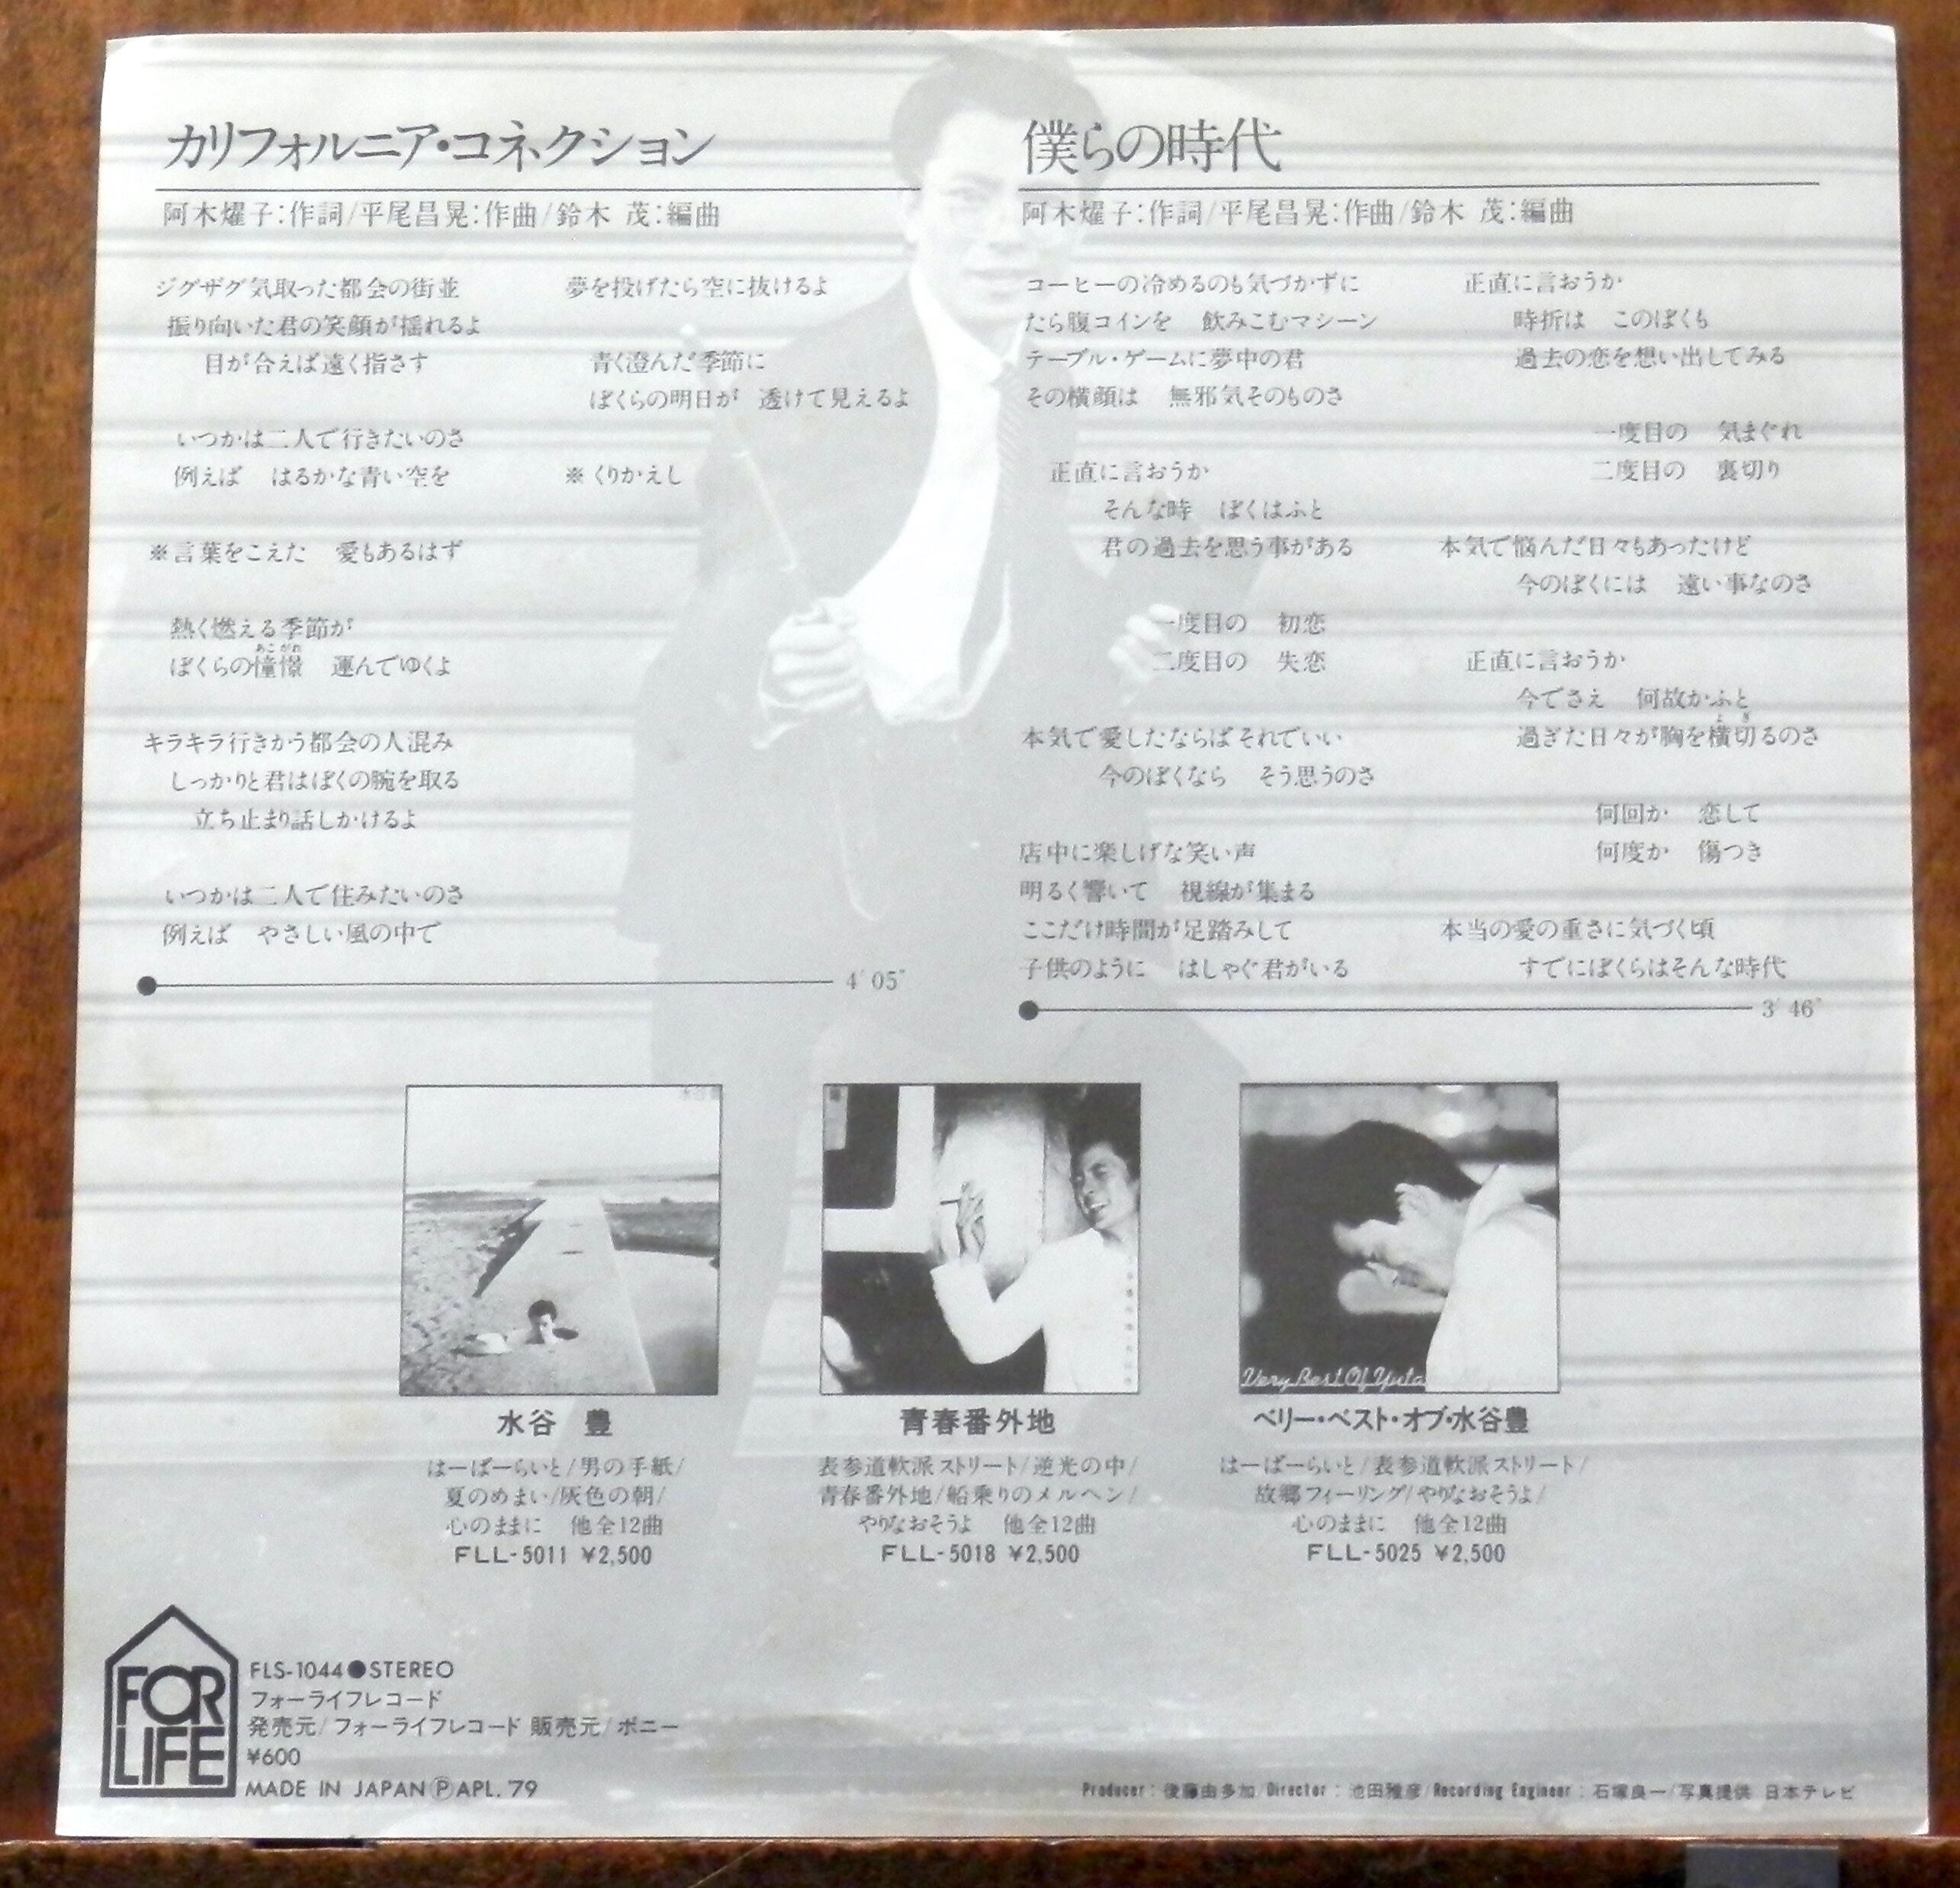 カリフォルニア・コネクション
阿木燿子:作詞/平尾昌晃:作曲/鈴木 茂:編曲
ジグザグ気取った都会の街並
振り向いた君の笑顔が揺れるよ
目が合えば遠く指さす
いつかは二人で行きたいのさ
例えば はるかな青い空を
※言葉をこえた 愛もあるはず
熱く燃える季節が
あこがれ
ぼくらの憧憬 運んでゆくよ
キラキラ行きかう都会の人混み
しっかりと君はぼくの腕を取る
立ち止まり話しかけるよ
いつかは二人で住みたいのさ
例えば やさしい風の中で
夢を投げたら空に抜けるよ
青く澄んだ季節に
ぼくらの明日が 透けて見えるよ
※くりかえし
4′05″
僕らの時代
阿木燿子:作詞/平尾昌晃:作曲/鈴木 茂:編曲
コーヒーの冷めるのも気づかずに
たら腹コインを 飲みこむマシーン
テーブル・ゲームに夢中の君
その横顔は 無邪気そのものさ
正直に言おうか
そんな時 ぼくはふと
君の過去を思う事がある
一度目の 初恋
二度目の 失恋
本気で愛したならばそれでいい
今のぼくなら そう思うのさ
店中に楽しげな笑い声
明るく響いて 視線が集まる
ここだけ時間が足踏みして
子供のように はしゃぐ君がいる
正直に言おうか
時折は このぼくも
過去の恋を想い出してみる
一度目の 気まぐれ
二度目の 裏切り
本気で悩んだ日々もあったけど
今のぼくには 遠い事なのさ
正直に言おうか
今でさえ 何故かふと
よぎ
過ぎた日々が胸を横切るのさ
何回か 恋して
何度か 傷つき
本当の愛の重さに気づく頃
すでにぼくらはそんな時代
3′46″
水谷 豊
はーばーらいと/男の手紙/
夏のめまい/灰色の朝/
心のままに 他全12曲
FLL-5011 ¥2,500
青春番外地
表参道軟派ストリート/逆光の中/
青春番外地/船乗りのメルヘン/
やりなおそうよ 他全12曲
FLL-5018 ¥2,500
Very Best Of Yuta
ベリー・ベスト・オブ・水谷豊
はーばーらいと/表参道軟派ストリート/
故郷フィーリング/やりなおそうよ/
心のままに 他全12曲
FLL-5025 ¥2,500
FOR
LIFE
FLS-1044●STEREO
フォーライフレコード
発売元/フォーライフレコード 販売元/ポニー
¥600
MADE IN JAPANⓅAPL.'79
Producer:後藤由多加/Director:池田雅彦/Recording Engineer:石塚良一/写真提供 日本テレビ